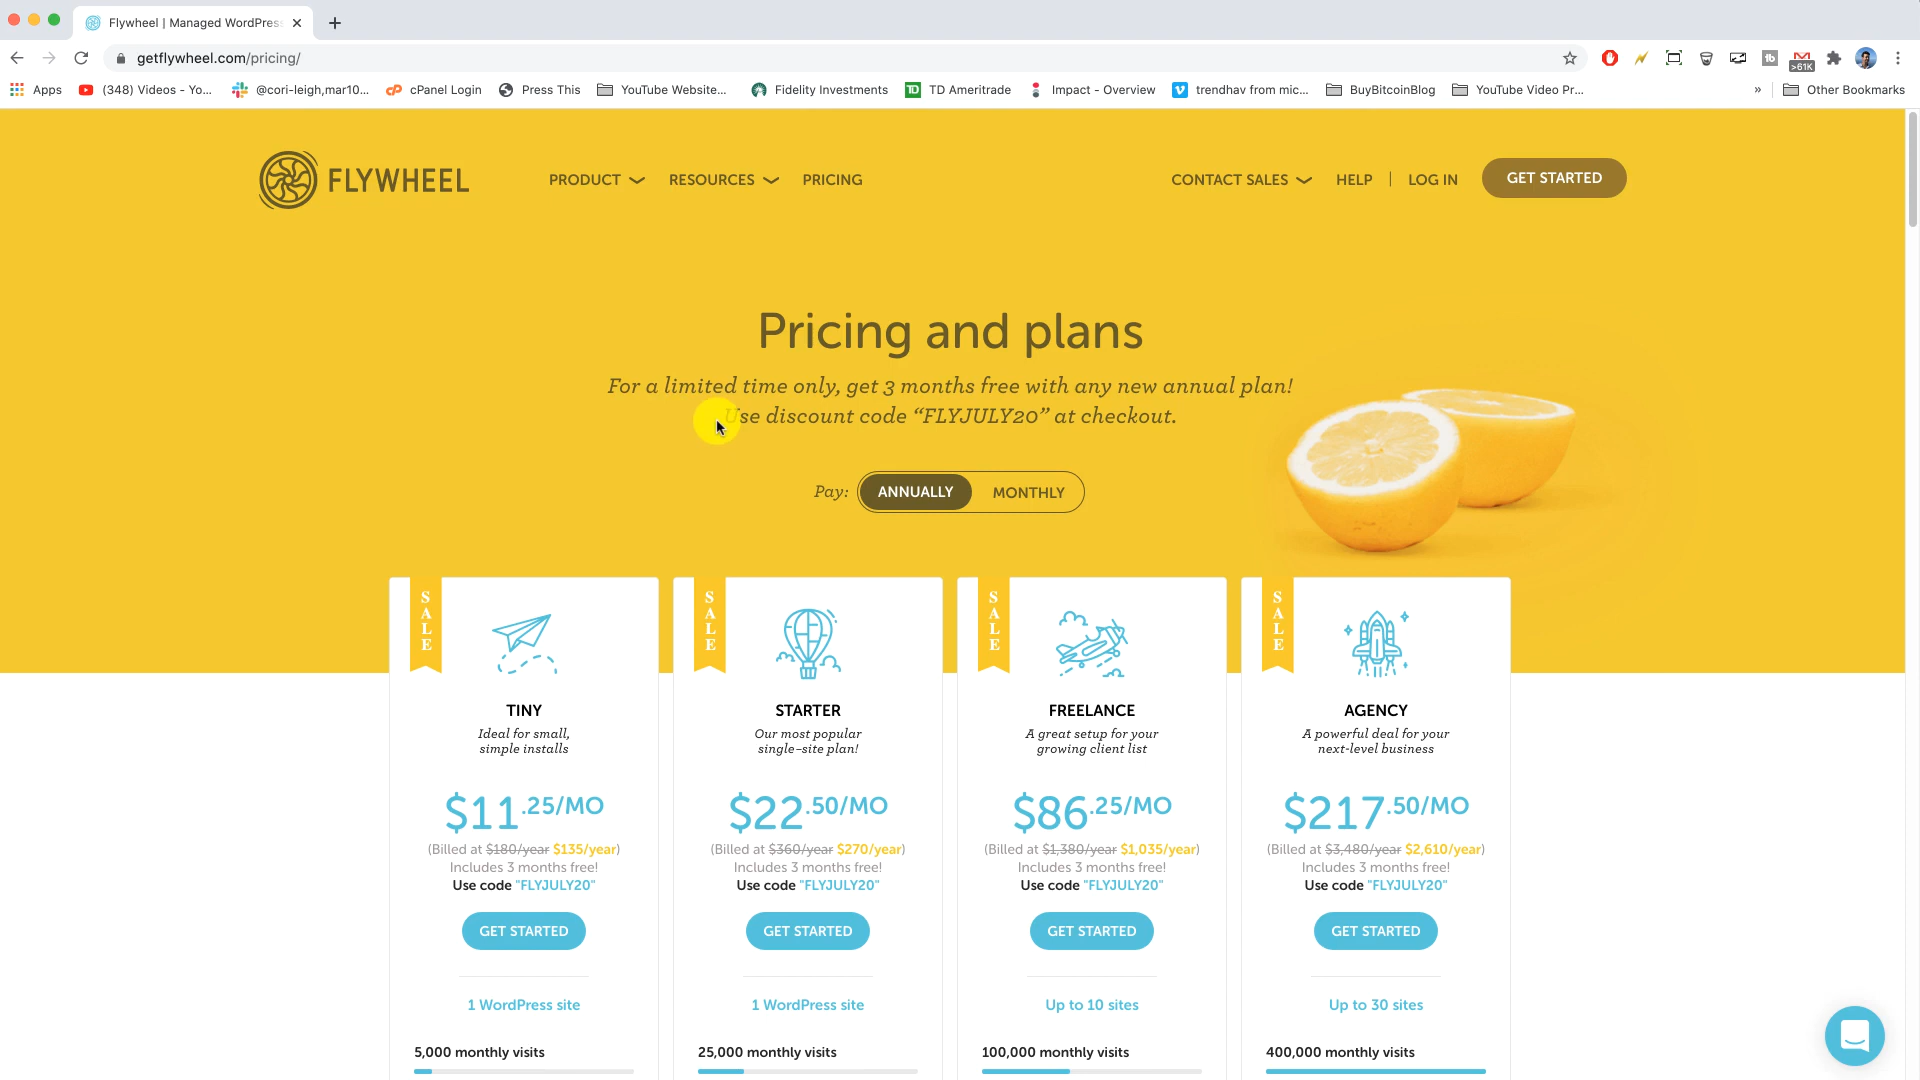 Flywheel | Managed WordPres
getflywheel.com/pricing/
>61K
Apps
(348) Videos - Yo...
@cori-leigh,mar10...
cPanel Login
Press This
YouTube Website...
Fidelity Investments
TD Ameritrade
Impact - Overview
trendhav from mic...
BuyBitcoinBlog
YouTube Video Pr...
»
Other Bookmarks
FLYWHEEL
PRODUCT
RESOURCES
PRICING
CONTACT SALES
HELP
LOG IN
GET STARTED
Pricing and plans
For a limited time only, get 3 months free with any new annual plan!
Use discount code “FLYJULY20” at checkout.
Pay:
ANNUALLY
MONTHLY
SALE
TINY
Ideal for small,
simple installs
$11.25/MO
(Billed at $180/year $135/year)
Includes 3 months free!
Use code "FLYJULY20"
GET STARTED
1 WordPress site
5,000 monthly visits
SALE
STARTER
Our most popular
single-site plan!
$22.50/MO
(Billed at $360/year $270/year)
Includes 3 months free!
Use code "FLYJULY20"
GET STARTED
1 WordPress site
25,000 monthly visits
SALE
FREELANCE
A great setup for your
growing client list
$86.25/MO
(Billed at $1,380/year $1,035/year)
Includes 3 months free!
Use code "FLYJULY20"
GET STARTED
Up to 10 sites
100,000 monthly visits
SALE
AGENCY
A powerful deal for your
next-level business
$217.50/MO
(Billed at $3,480/year $2,610/year)
Includes 3 months free!
Use code "FLYJULY20"
GET STARTED
Up to 30 sites
400,000 monthly visits